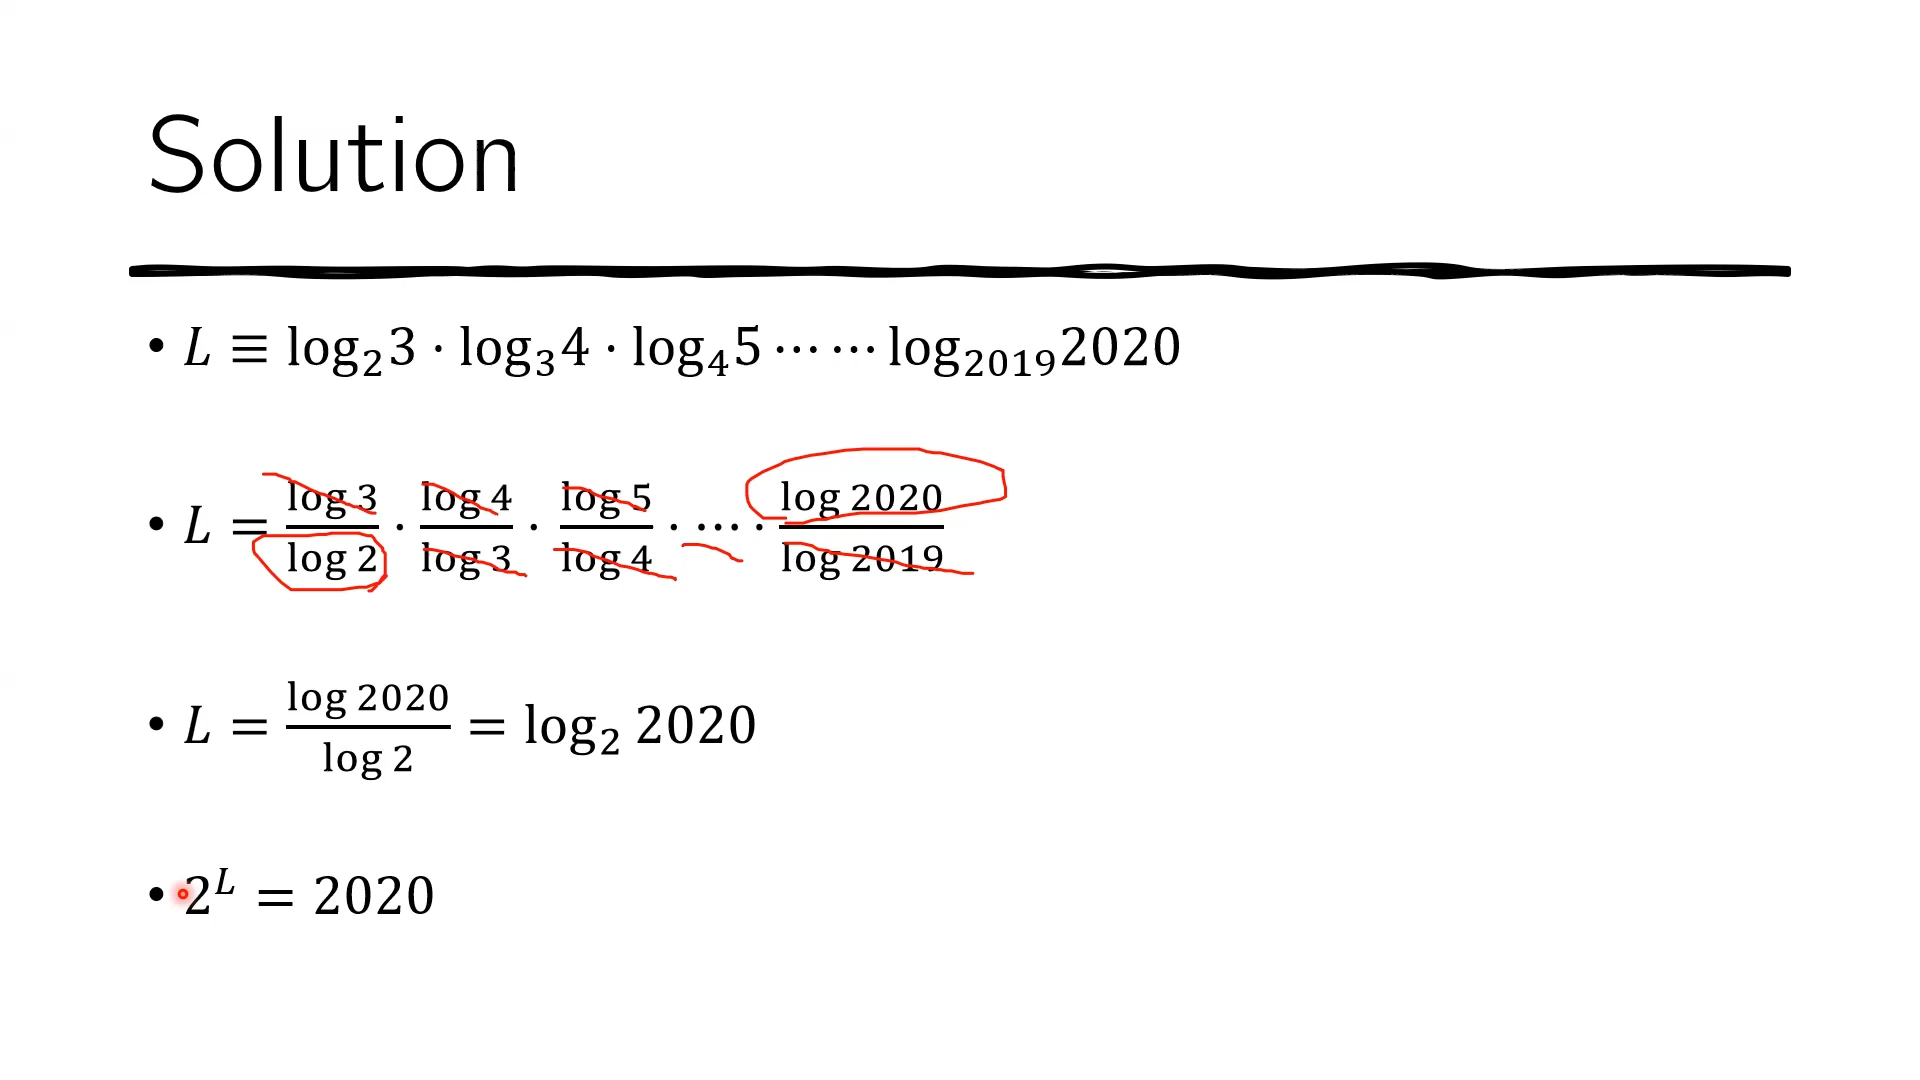 Solution
• L ≡ log₂3 · log₃4 · log₄5 ⋯⋯ log₂₀₁₉2020
• L = log 3/log 2 · log 4/log 3 · log 5/log 4 · … · log 2020/log 2019
• L = log 2020/log 2 = log₂ 2020
• 2^L = 2020